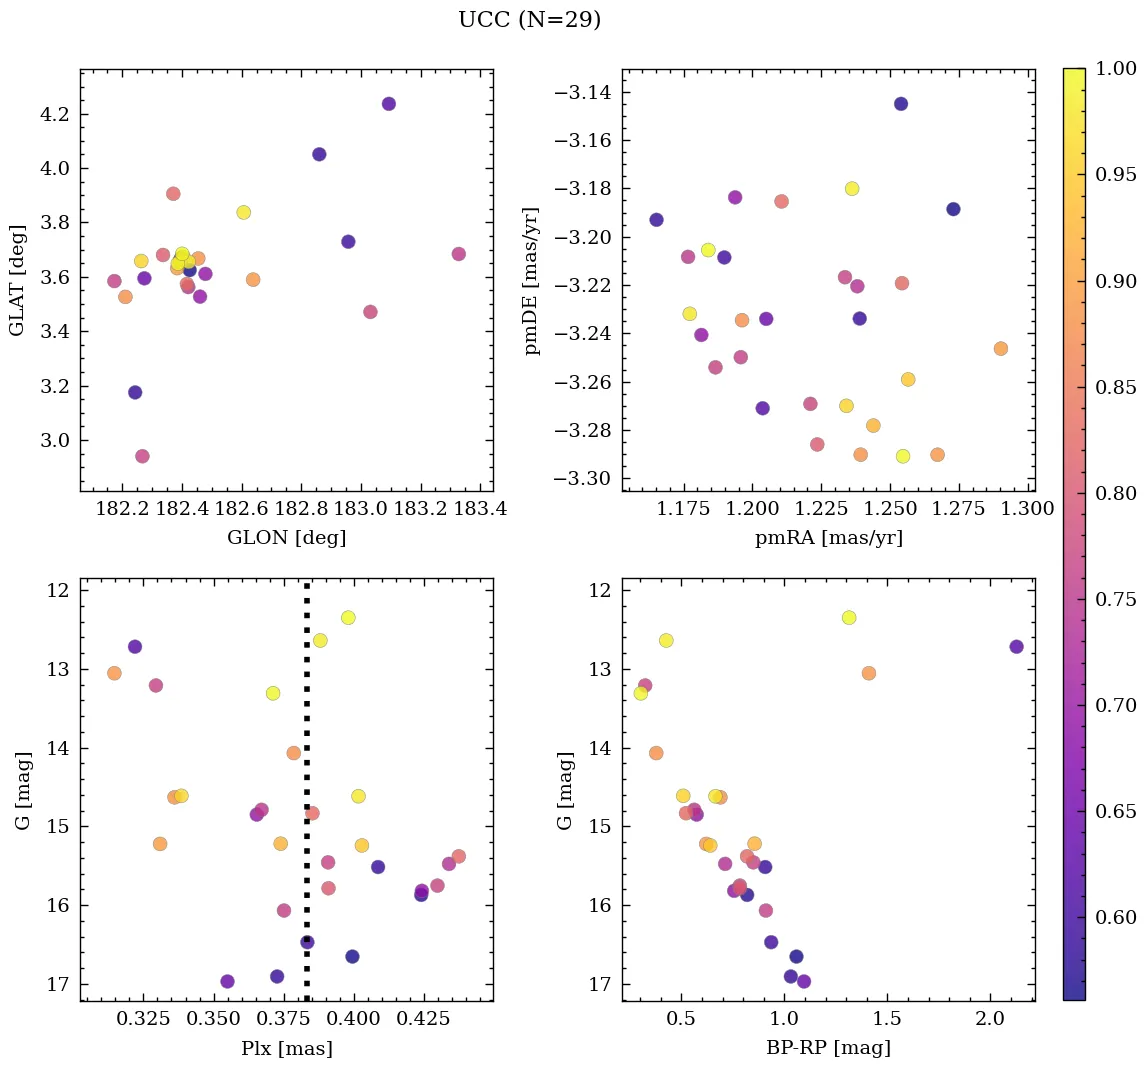 UCC (N=29)
4.2
4.0
3.8
3.6
3.4
3.2
3.0
GLAT [deg]
182.2 182.4 182.6 182.8 183.0 183.2 183.4
GLON [deg]
−3.14
−3.16
−3.18
−3.20
−3.22
−3.24
−3.26
−3.28
−3.30
pmDE [mas/yr]
1.175 1.200 1.225 1.250 1.275 1.300
pmRA [mas/yr]
12
13
14
15
16
17
G [mag]
0.325 0.350 0.375 0.400 0.425
Plx [mas]
12
13
14
15
16
17
G [mag]
0.5 1.0 1.5 2.0
BP-RP [mag]
1.00
0.95
0.90
0.85
0.80
0.75
0.70
0.65
0.60